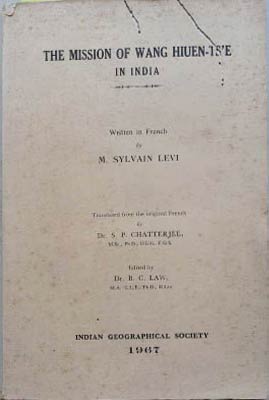 THE MISSION OF WANG HIUEN-TS'E
IN INDIA
Written in French
by
M. SYLVAIN LEVI
Translated from the original French
by
Dr. S. P. CHATTERJEE,
Edited by
Dr. B. C. LAW,
INDIAN GEOGRAPHICAL SOCIETY
1967